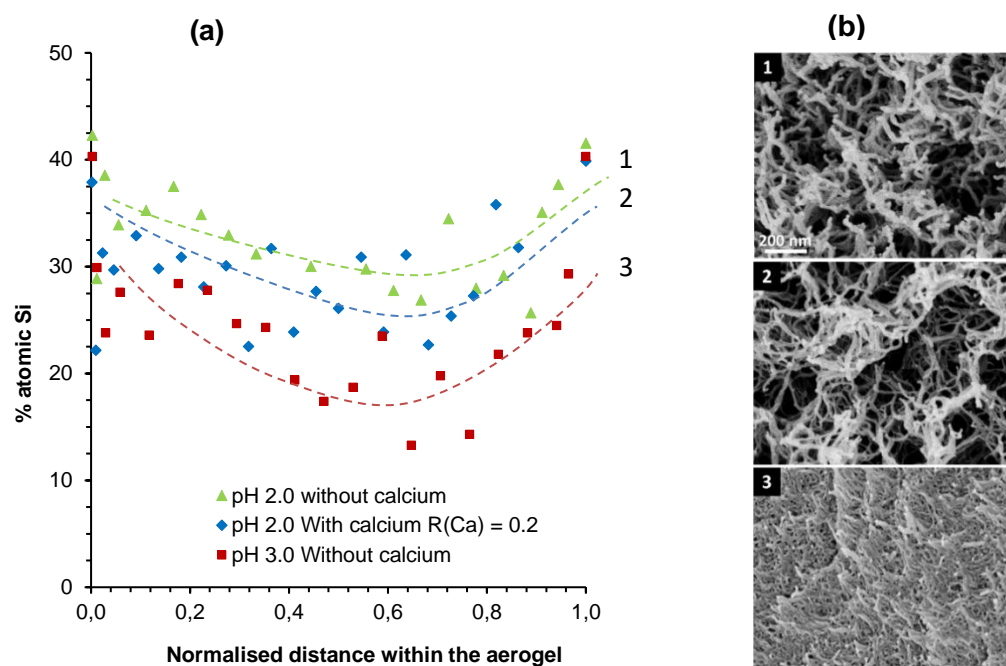 (a)
50
40
30
20
10
0
% atomic Si
0,0
0,2
0,4
0,6
0,8
1,0
Normalised distance within the aerogel
1
2
3
pH 2.0 without calcium
pH 2.0 With calcium R(Ca) = 0.2
pH 3.0 Without calcium
(b)
1
200 nm
2
3